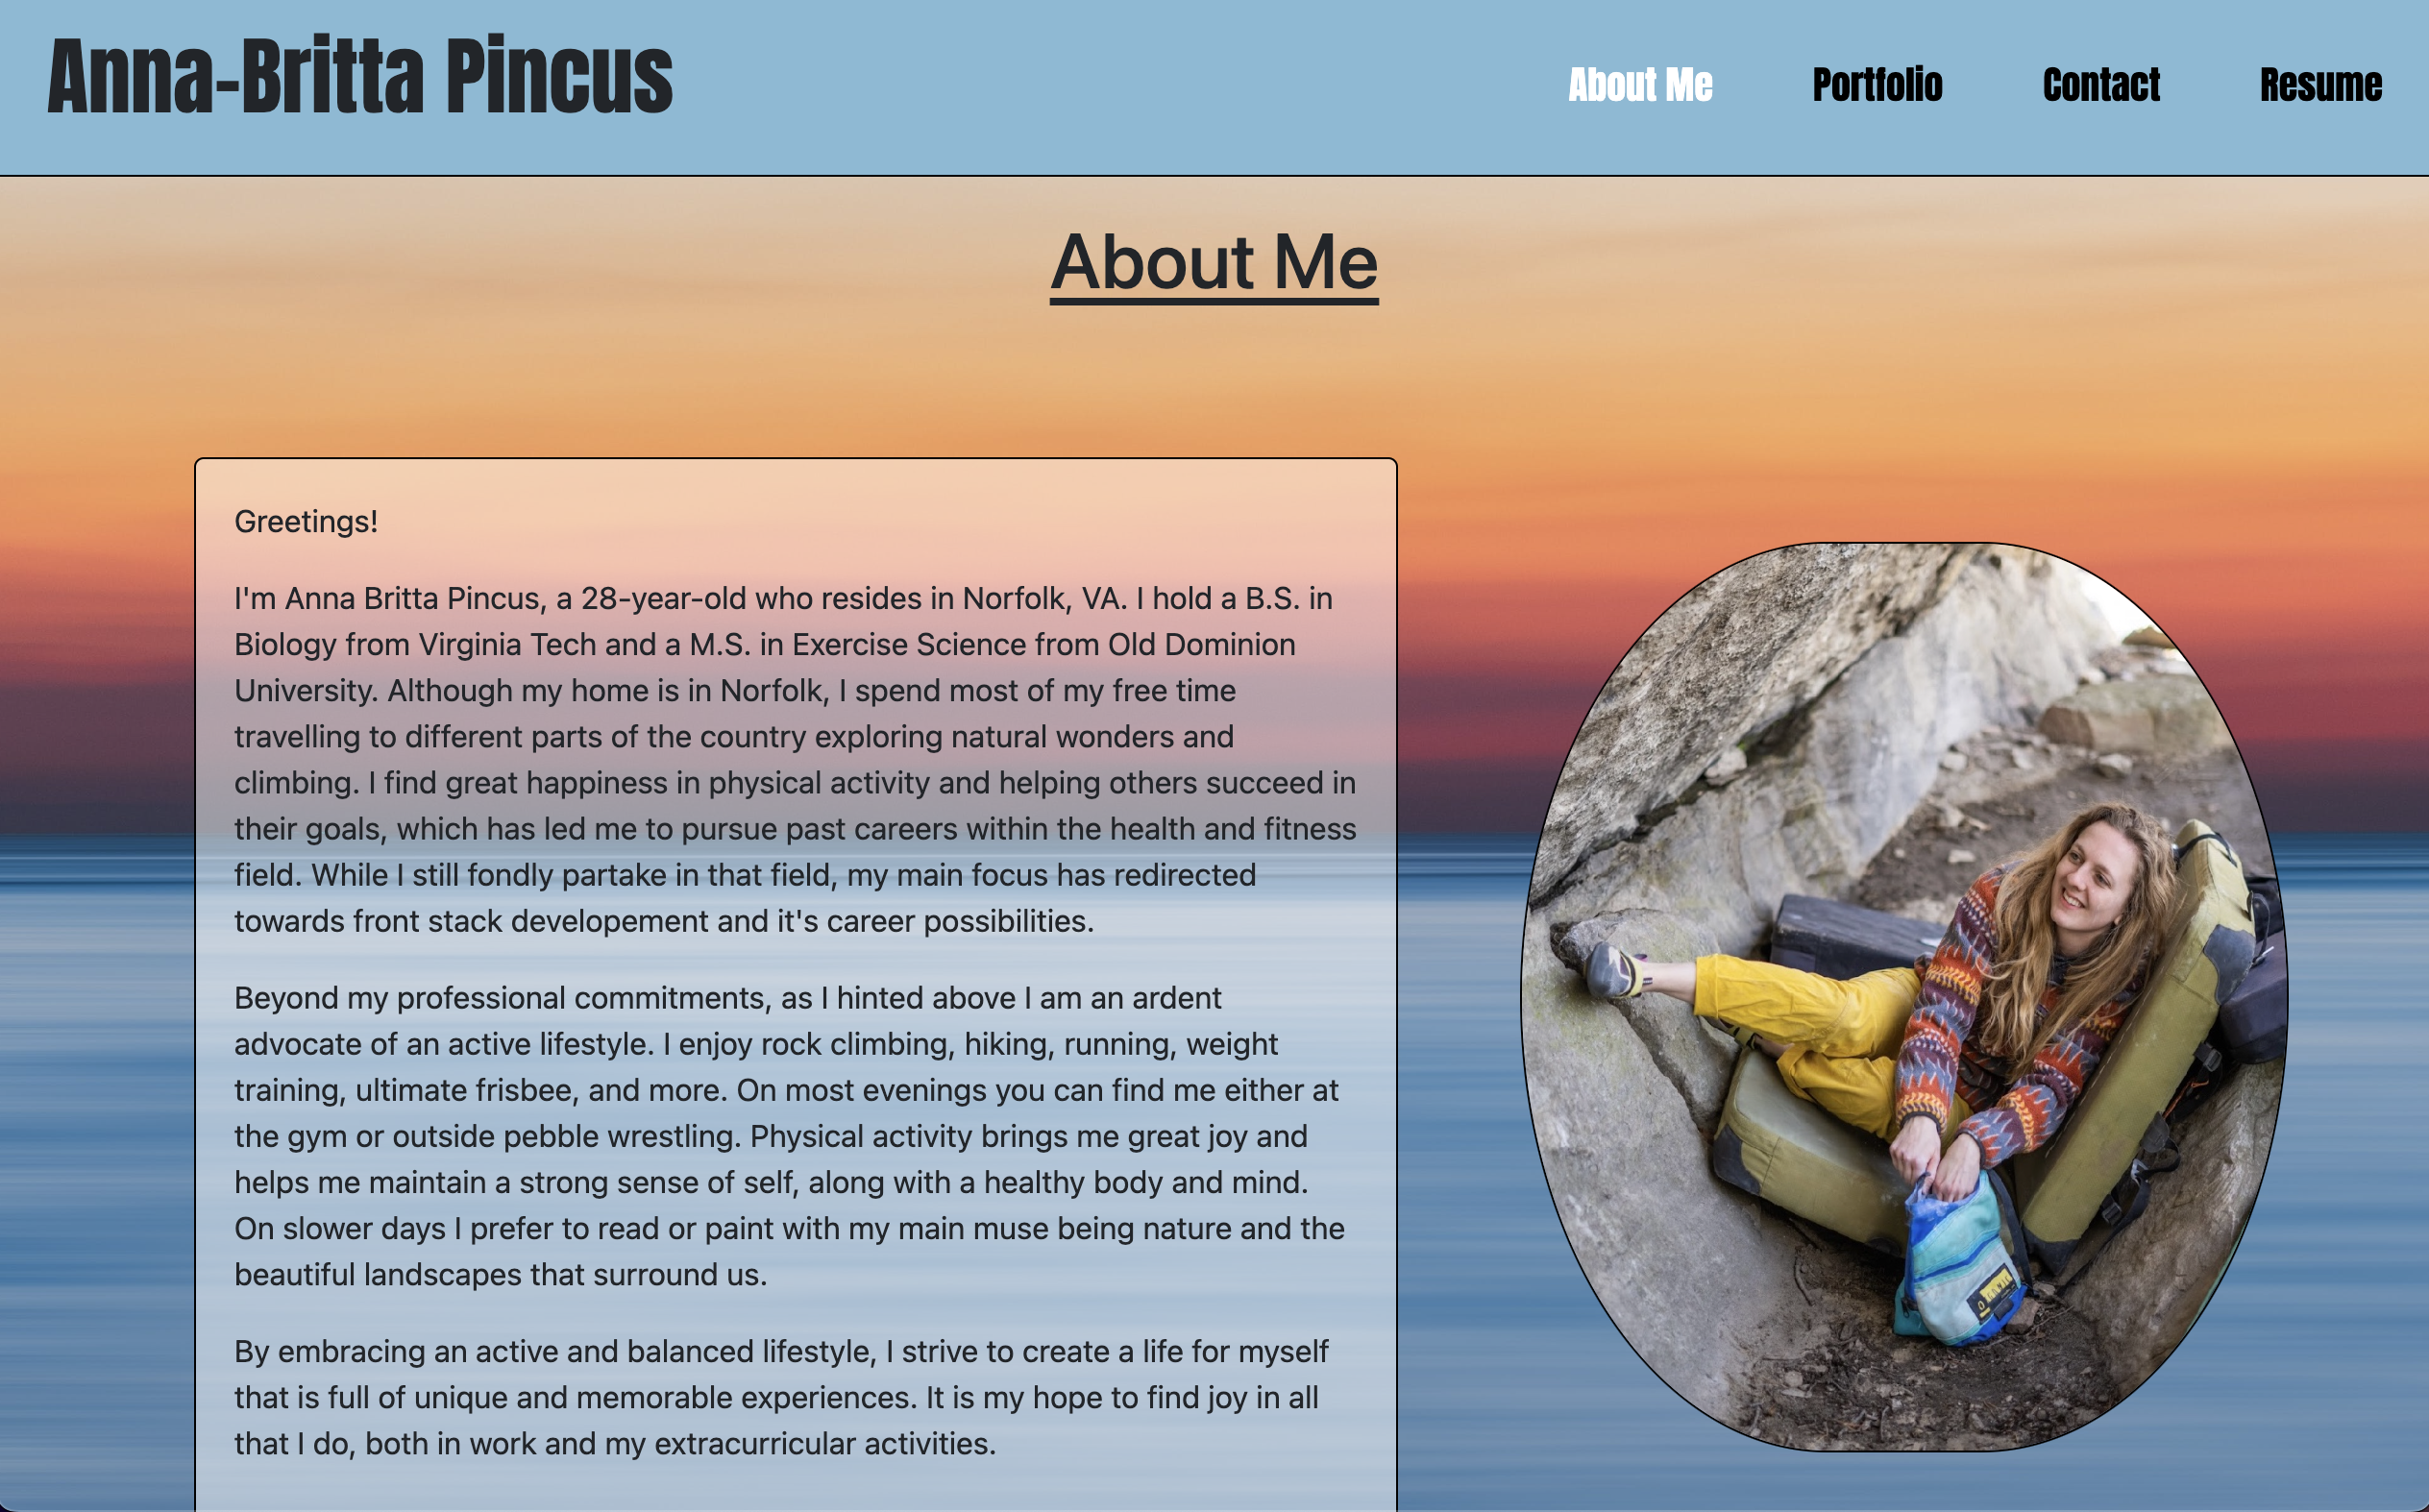 Anna-Britta Pincus
About Me
Portfolio
Contact
Resume
About Me
Greetings!
I'm Anna Britta Pincus, a 28-year-old who resides in Norfolk, VA. I hold a B.S. in
Biology from Virginia Tech and a M.S. in Exercise Science from Old Dominion
University. Although my home is in Norfolk, I spend most of my free time
travelling to different parts of the country exploring natural wonders and
climbing. I find great happiness in physical activity and helping others succeed in
their goals, which has led me to pursue past careers within the health and fitness
field. While I still fondly partake in that field, my main focus has redirected
towards front stack developement and it's career possibilities.
Beyond my professional commitments, as I hinted above I am an ardent
advocate of an active lifestyle. I enjoy rock climbing, hiking, running, weight
training, ultimate frisbee, and more. On most evenings you can find me either at
the gym or outside pebble wrestling. Physical activity brings me great joy and
helps me maintain a strong sense of self, along with a healthy body and mind.
On slower days I prefer to read or paint with my main muse being nature and the
beautiful landscapes that surround us.
By embracing an active and balanced lifestyle, I strive to create a life for myself
that is full of unique and memorable experiences. It is my hope to find joy in all
that I do, both in work and my extracurricular activities.